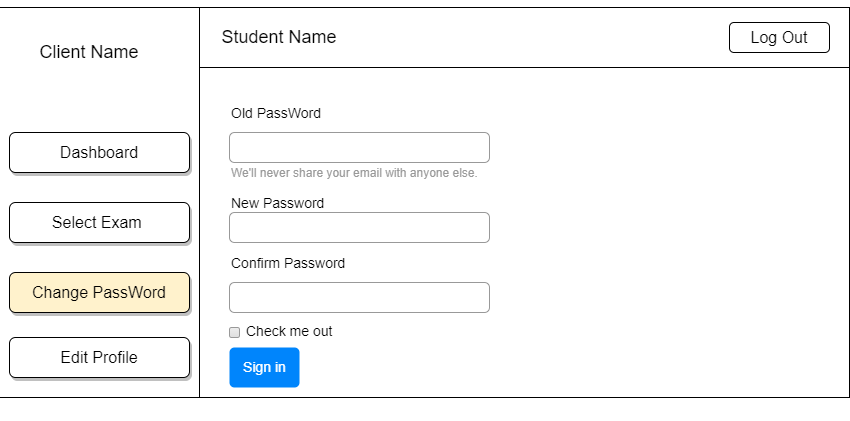 Client Name
Student Name
Log Out
Dashboard
Select Exam
Change PassWord
Edit Profile
Old PassWord
We'll never share your email with anyone else.
New Password
Confirm Password
Check me out
Sign in